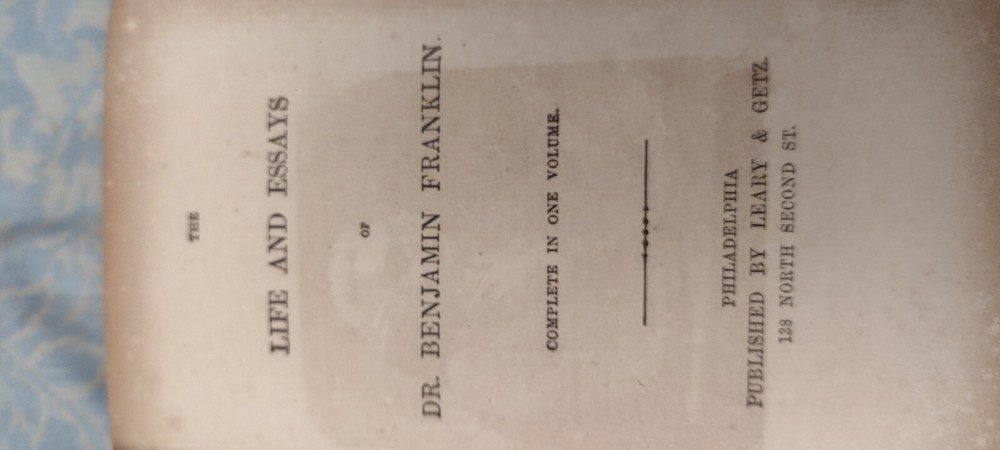 THE
LIFE AND ESSAYS
OF
DR. BENJAMIN FRANKLIN.
COMPLETE IN ONE VOLUME.
PHILADELPHIA
PUBLISHED BY LEARY & GETZ.
138 NORTH SECOND ST.